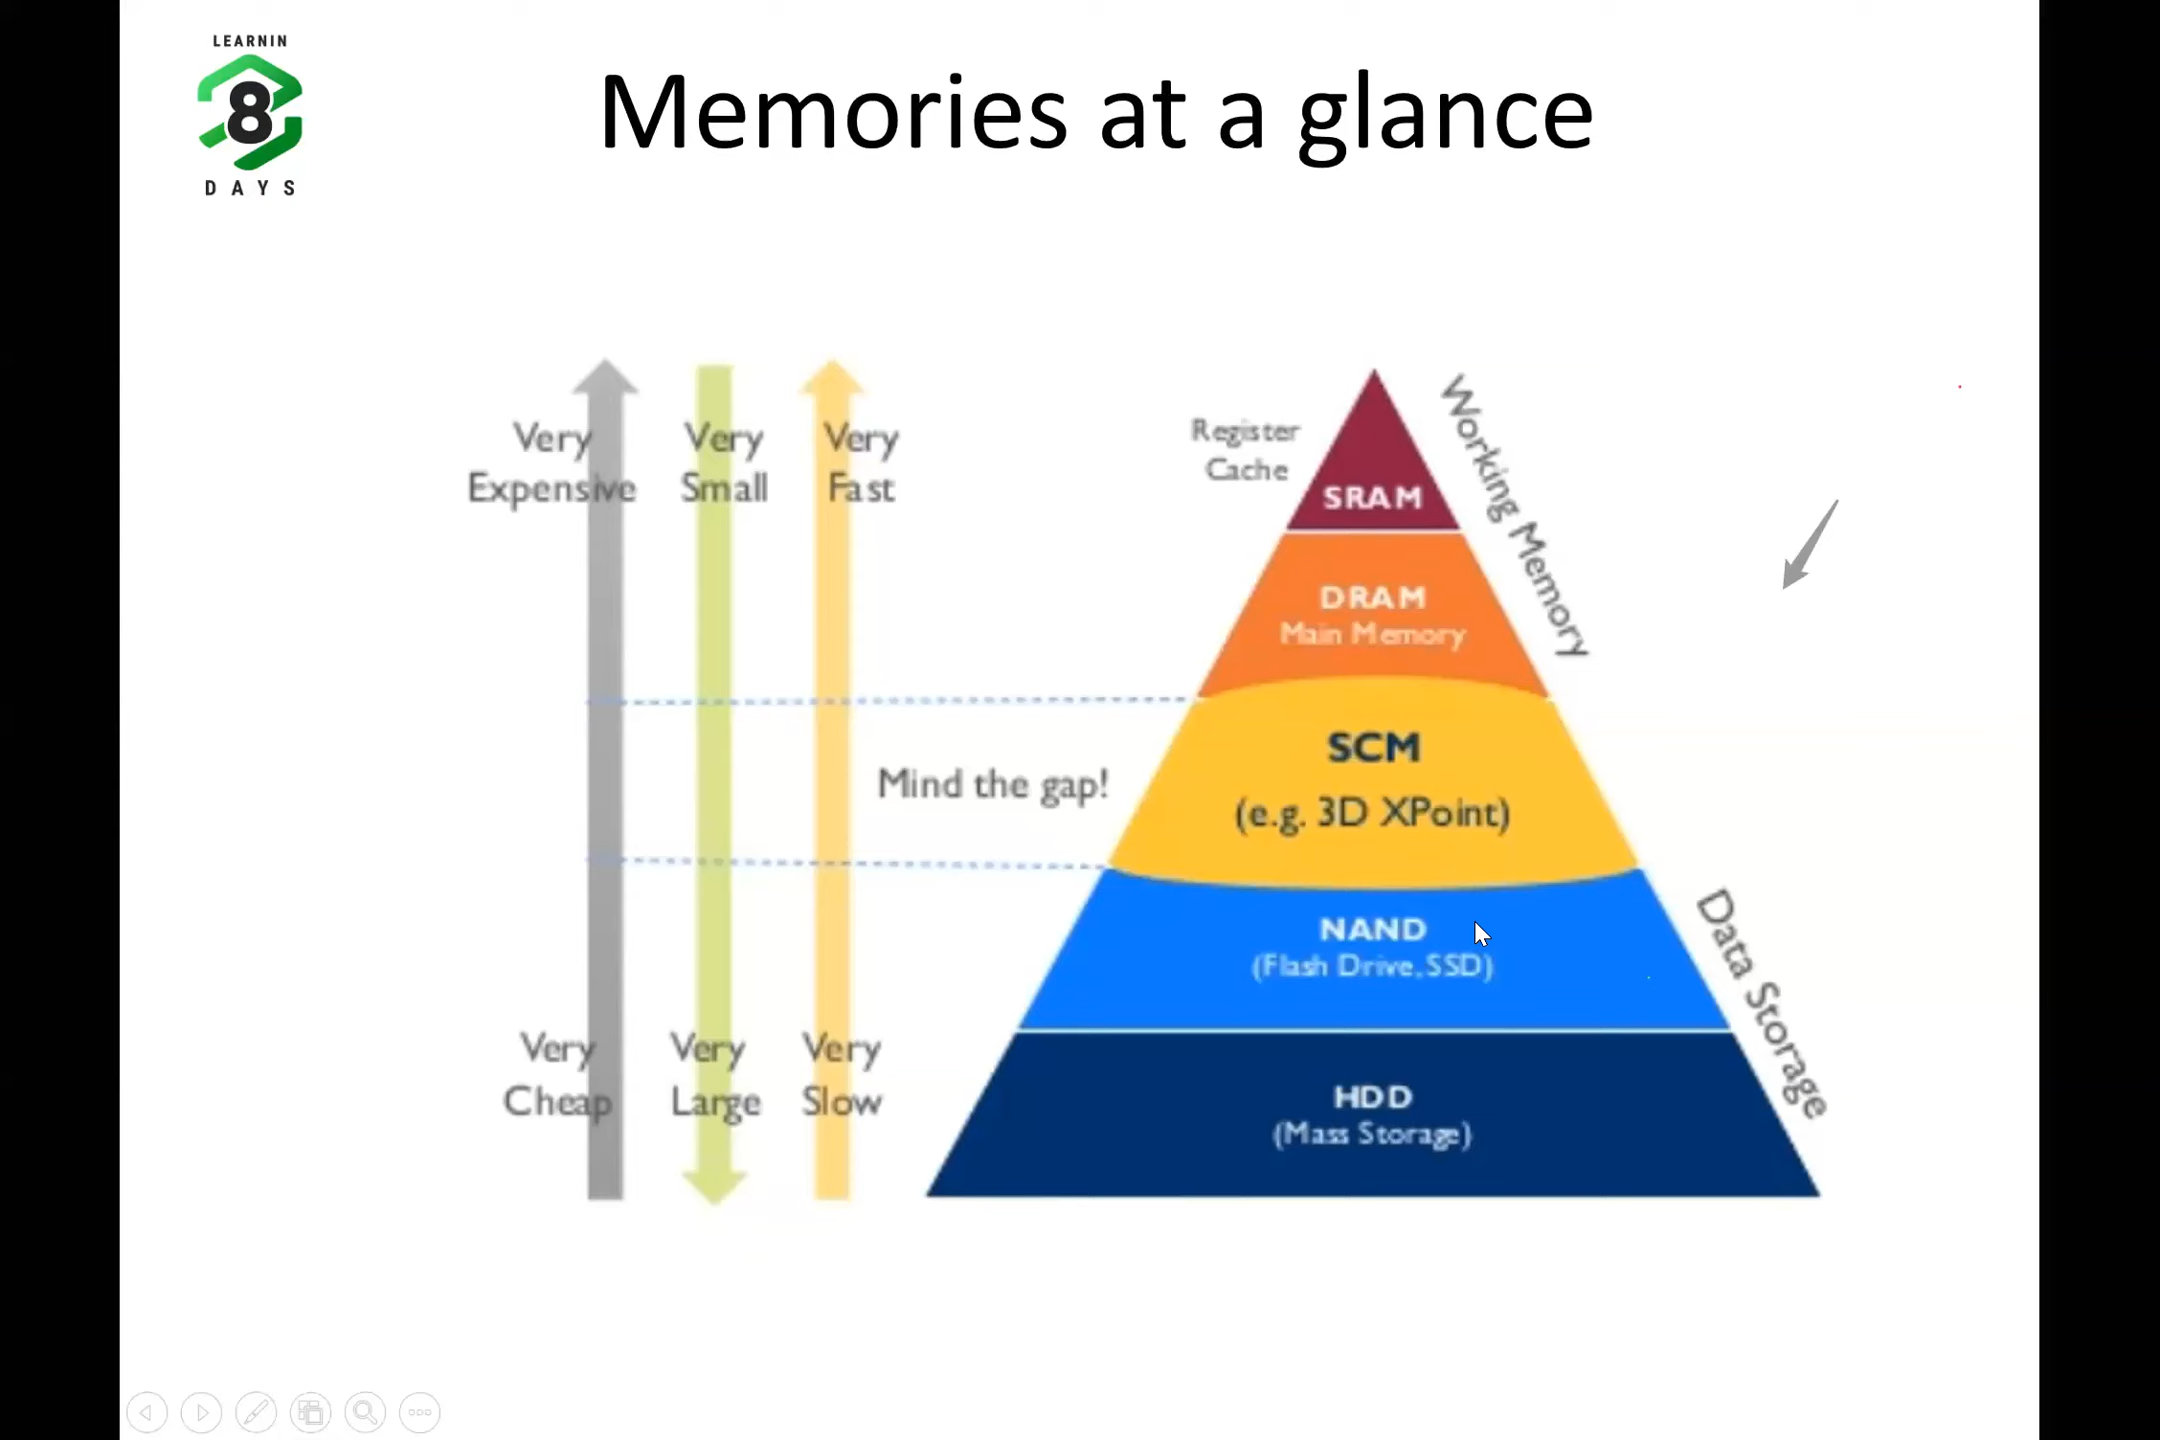 LEARNIN
8
DAYS
Memories at a glance
Very
Expensive
Very
Small
Very
Fast
Register
Cache
SRAM
Working Memory
DRAM
Main Memory
SCM
(e.g. 3D XPoint)
Mind the gap!
NAND
(Flash Drive,SSD)
Data Storage
Very
Cheap
Very
Large
Very
Slow
HDD
(Mass Storage)